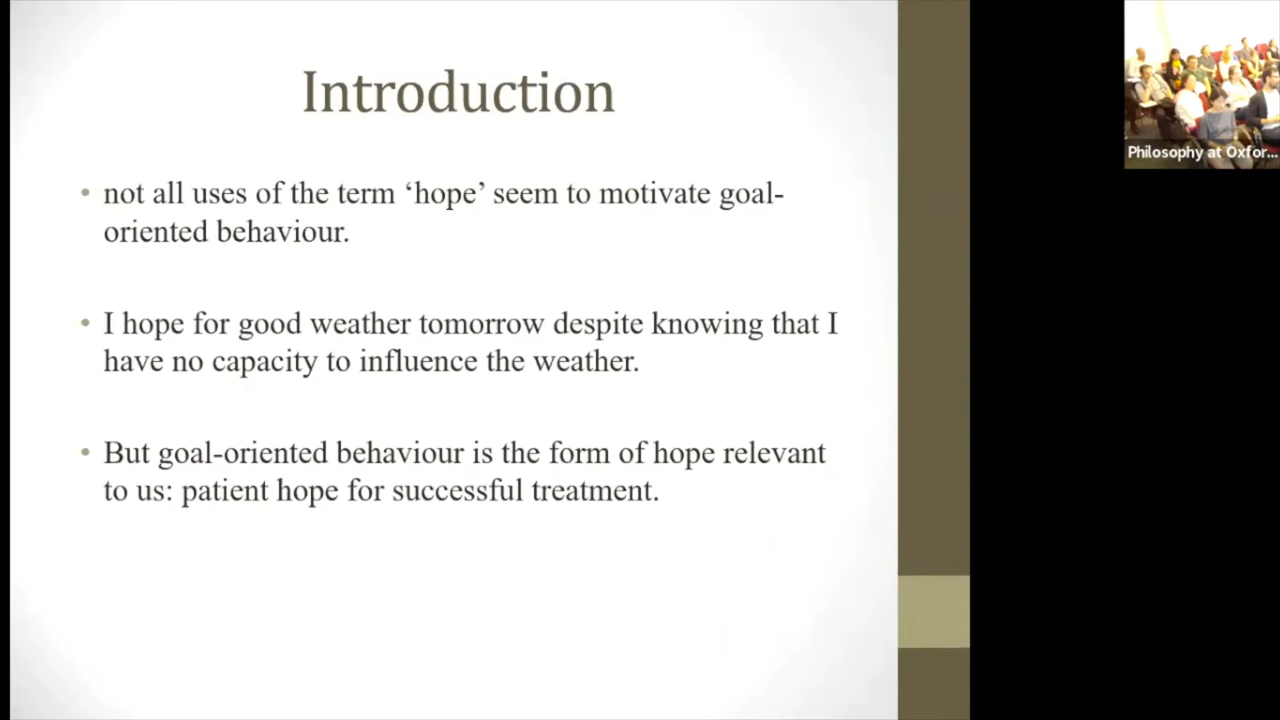 Introduction
• not all uses of the term ‘hope’ seem to motivate goal-
oriented behaviour.
• I hope for good weather tomorrow despite knowing that I
have no capacity to influence the weather.
• But goal-oriented behaviour is the form of hope relevant
to us: patient hope for successful treatment.
Philosophy at Oxfor...